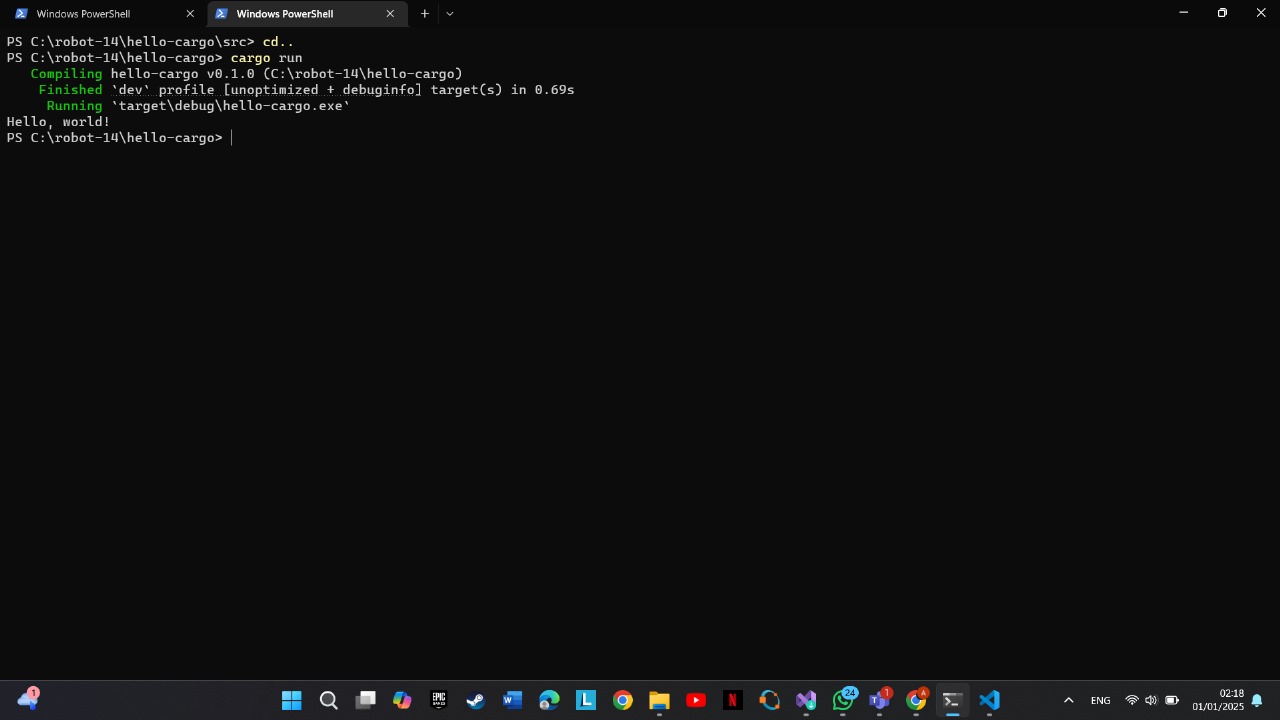 Windows PowerShell
Windows PowerShell
PS C:\robot-14\hello-cargo\src> cd..
PS C:\robot-14\hello-cargo> cargo run
   Compiling hello-cargo v0.1.0 (C:\robot-14\hello-cargo)
    Finished `dev` profile [unoptimized + debuginfo] target(s) in 0.69s
     Running `target\debug\hello-cargo.exe`
Hello, world!
PS C:\robot-14\hello-cargo>
1
EPIC GAMES
W
L
N
24
1
A
ENG
02:18
01/01/2025